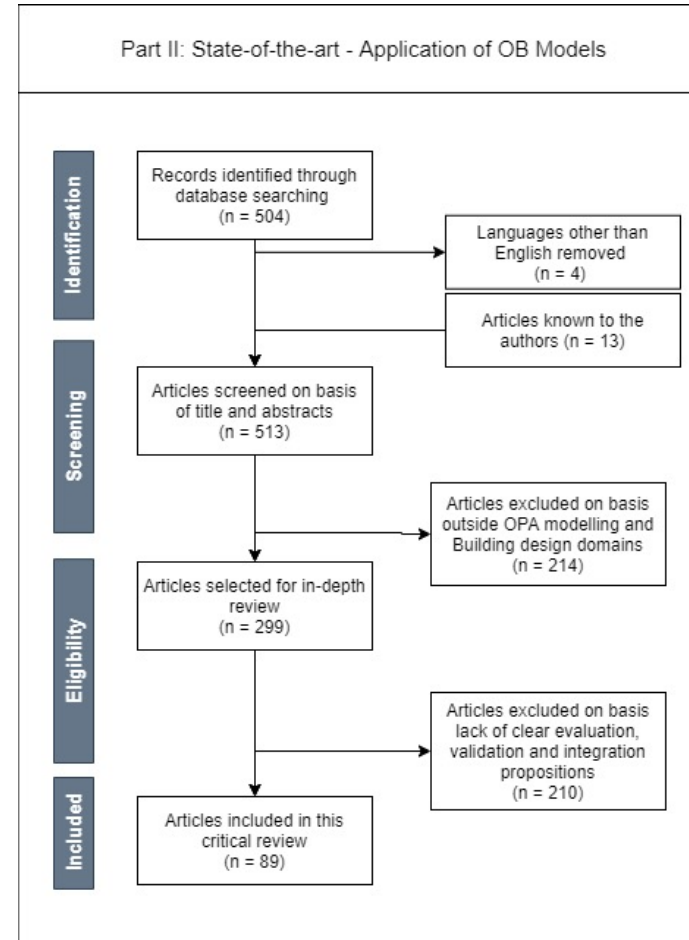 Part II: State-of-the-art - Application of OB Models
Identification
Records identified through
database searching
(n = 504)
Languages other than
English removed
(n = 4)
Articles known to the
authors (n = 13)
Screening
Articles screened on basis
of title and abstracts
(n = 513)
Articles excluded on basis
outside OPA modelling and
Building design domains
(n = 214)
Eligibility
Articles selected for in-depth
review
(n = 299)
Articles excluded on basis
lack of clear evaluation,
validation and integration
propositions
(n = 210)
Included
Articles included in this
critical review
(n = 89)